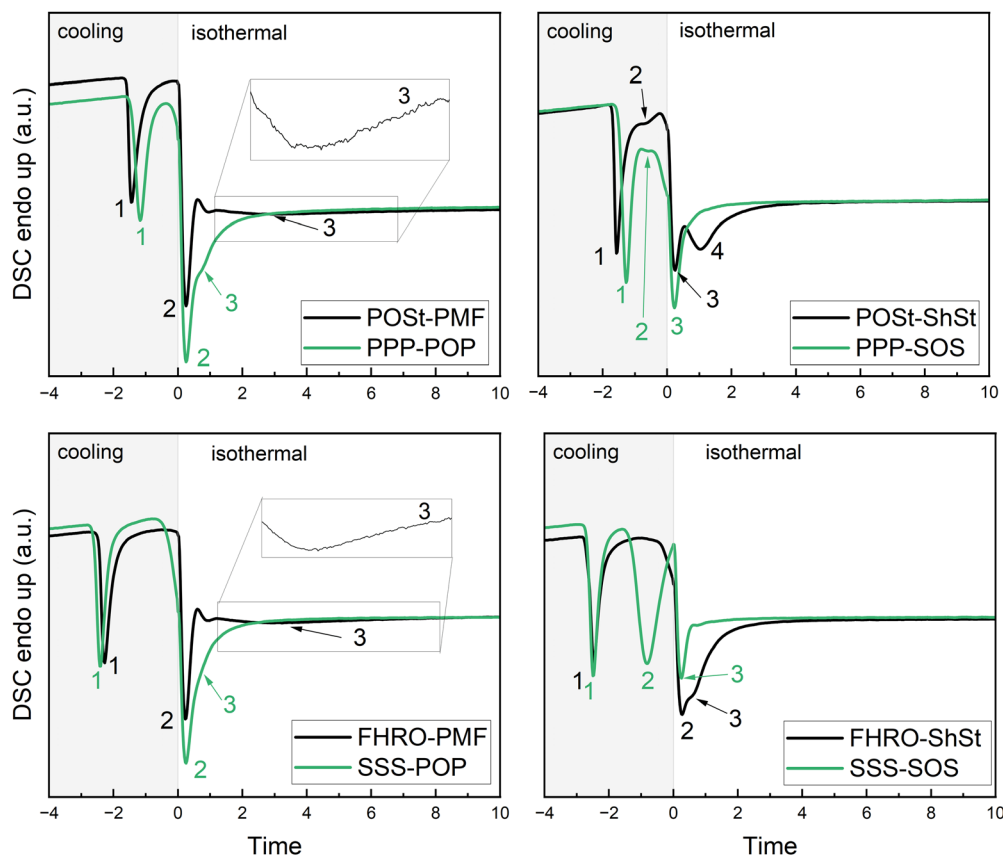 cooling
isothermal
3
1
1
3
2
3
2
POSt-PMF
PPP-POP
−4
−2
0
2
4
6
8
10
DSC endo up (a.u.)
cooling
isothermal
2
1
4
1
3
2
3
POSt-ShSt
PPP-SOS
−4
−2
0
2
4
6
8
10
cooling
isothermal
3
3
1
1
3
2
2
FHRO-PMF
SSS-POP
−4
−2
0
2
4
6
8
10
DSC endo up (a.u.)
Time
cooling
isothermal
1
1
2
3
2
3
FHRO-ShSt
SSS-SOS
−4
−2
0
2
4
6
8
10
Time